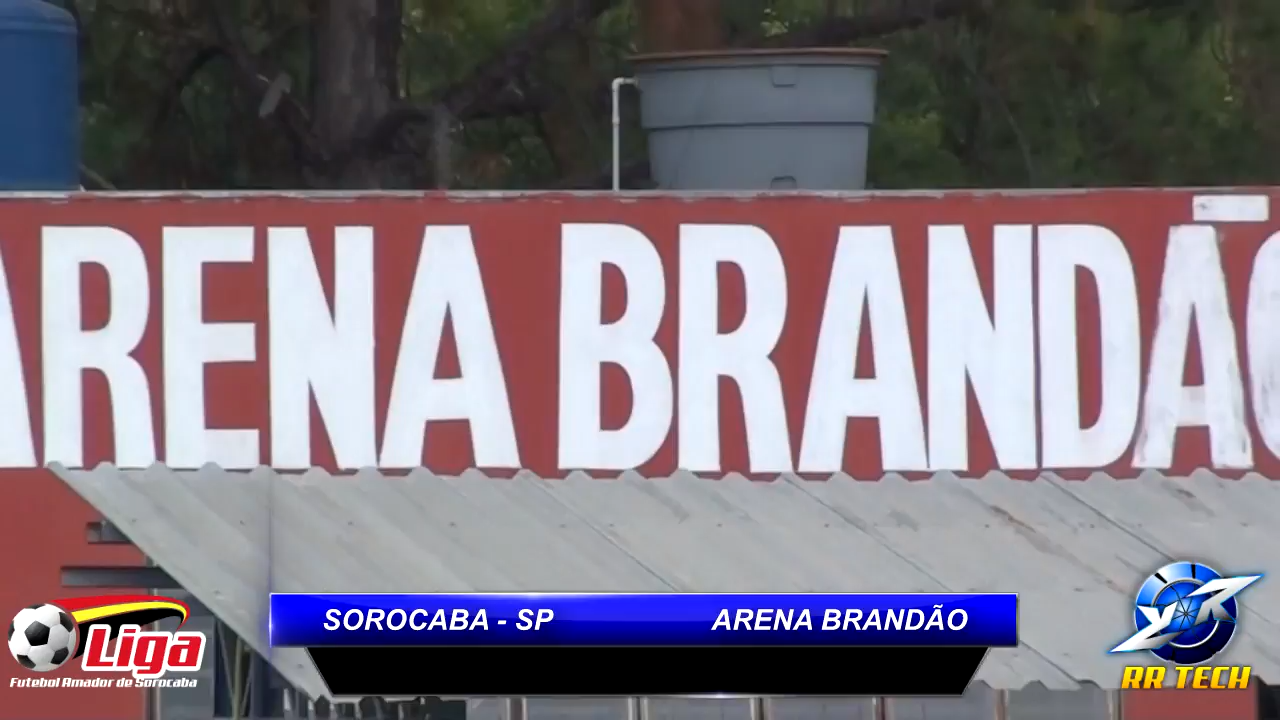 ARENA BRANDÃO
SOROCABA - SP
ARENA BRANDÃO
Liga
Futebol Amador de Sorocaba
RR TECH